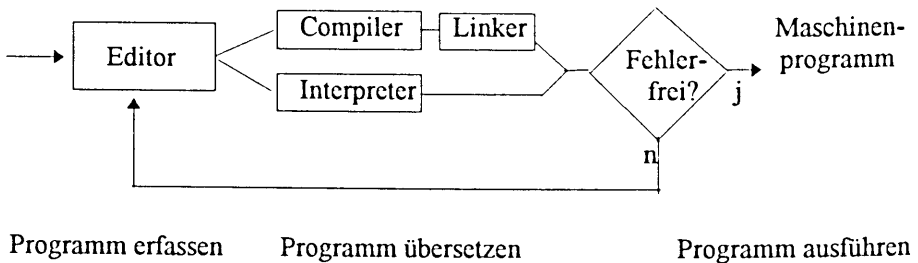 Editor
Compiler
Linker
Interpreter
Fehler-
frei?
j
n
Maschinen-
programm
Programm erfassen
Programm übersetzen
Programm ausführen